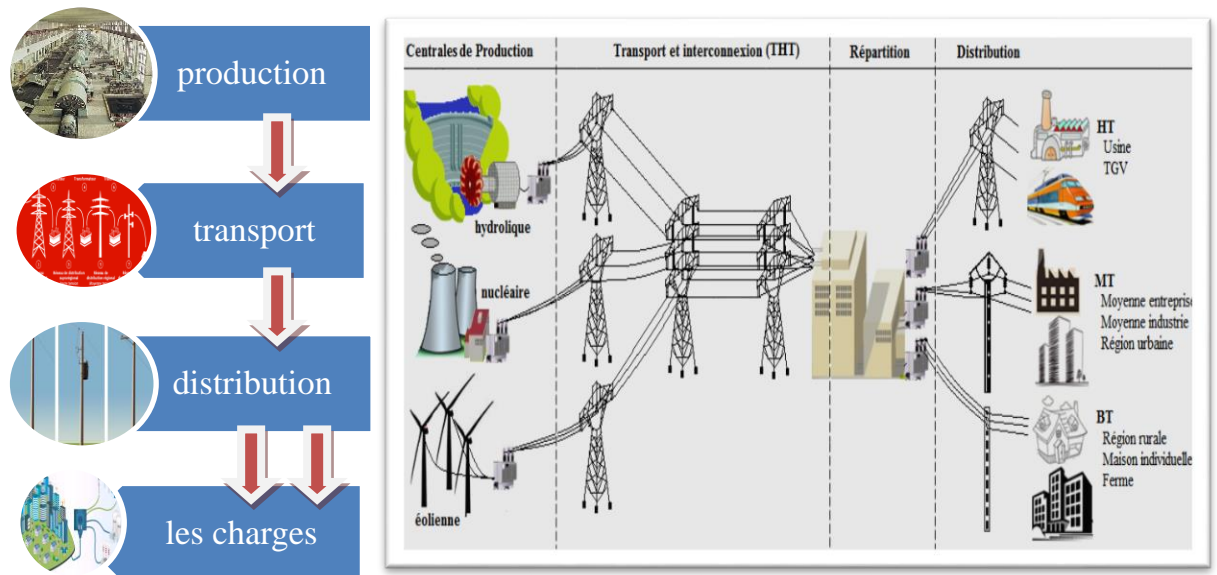 production
transport
distribution
les charges
Centrales de Production
Transport et interconnexion (THT)
Répartition
Distribution
hydrolique
nucléaire
éolienne
HT
Usine
TGV
MT
Moyenne entreprise
Moyenne industrie
Région urbaine
BT
Région rurale
Maison individuelle
Ferme